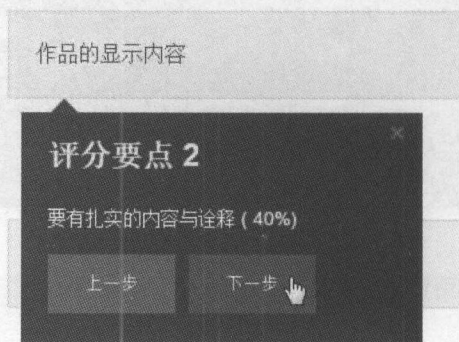 作品的显示内容
×
评分要点 2
要有扎实的内容与诠释 ( 40%)
上一步
下一步